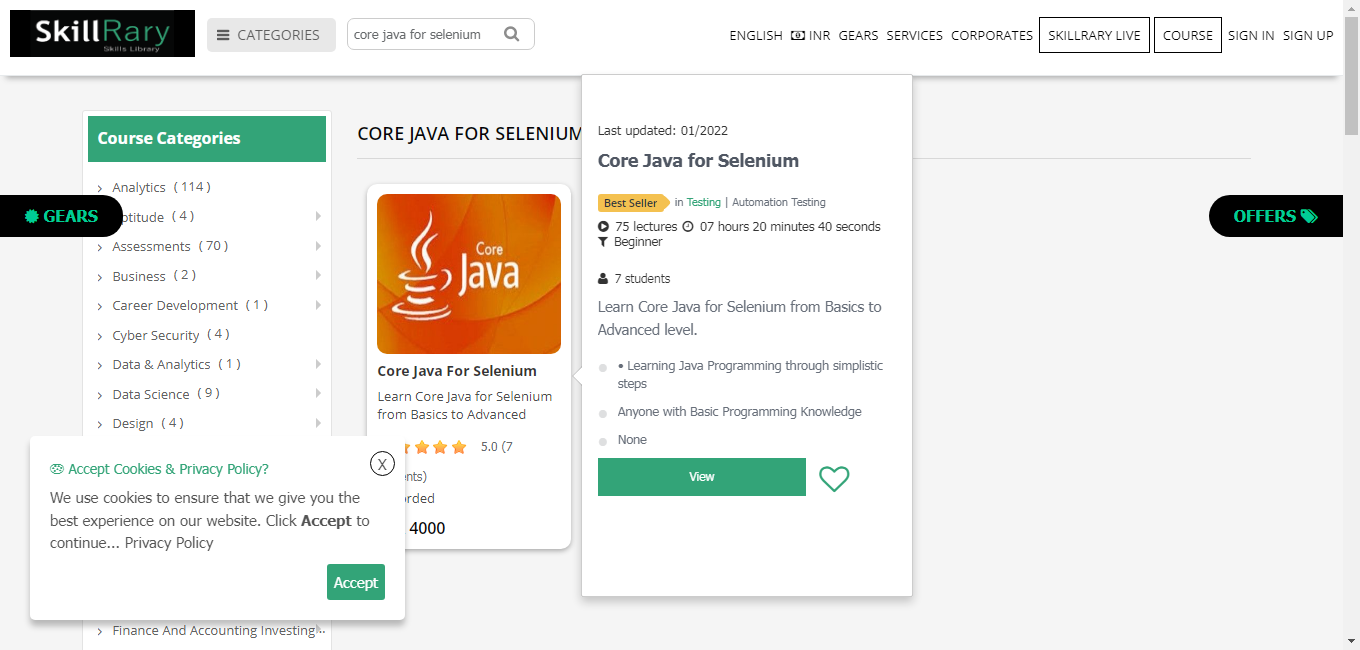 SkillRary
Skills Library
CATEGORIES
core java for selenium
ENGLISH
INR
GEARS
SERVICES
CORPORATES
SKILLRARY LIVE
COURSE
SIGN IN
SIGN UP
Course Categories
Analytics ( 114 )
ptitude ( 4 )
Assessments ( 70 )
Business ( 2 )
Career Development ( 1 )
Cyber Security ( 4 )
Data & Analytics ( 1 )
Data Science ( 9 )
Design ( 4 )
Finance And Accounting Investing...
GEARS
OFFERS
CORE JAVA FOR SELENIUM
Core
Java
Core Java For Selenium
Learn Core Java for Selenium
from Basics to Advanced
5.0 (7
nts)
orded
4000
Last updated: 01/2022
Core Java for Selenium
Best Seller in Testing | Automation Testing
75 lectures 07 hours 20 minutes 40 seconds
Beginner
7 students
Learn Core Java for Selenium from Basics to
Advanced level.
• Learning Java Programming through simplistic
steps
Anyone with Basic Programming Knowledge
None
View
Accept Cookies & Privacy Policy?
X
We use cookies to ensure that we give you the
best experience on our website. Click Accept to
continue... Privacy Policy
Accept